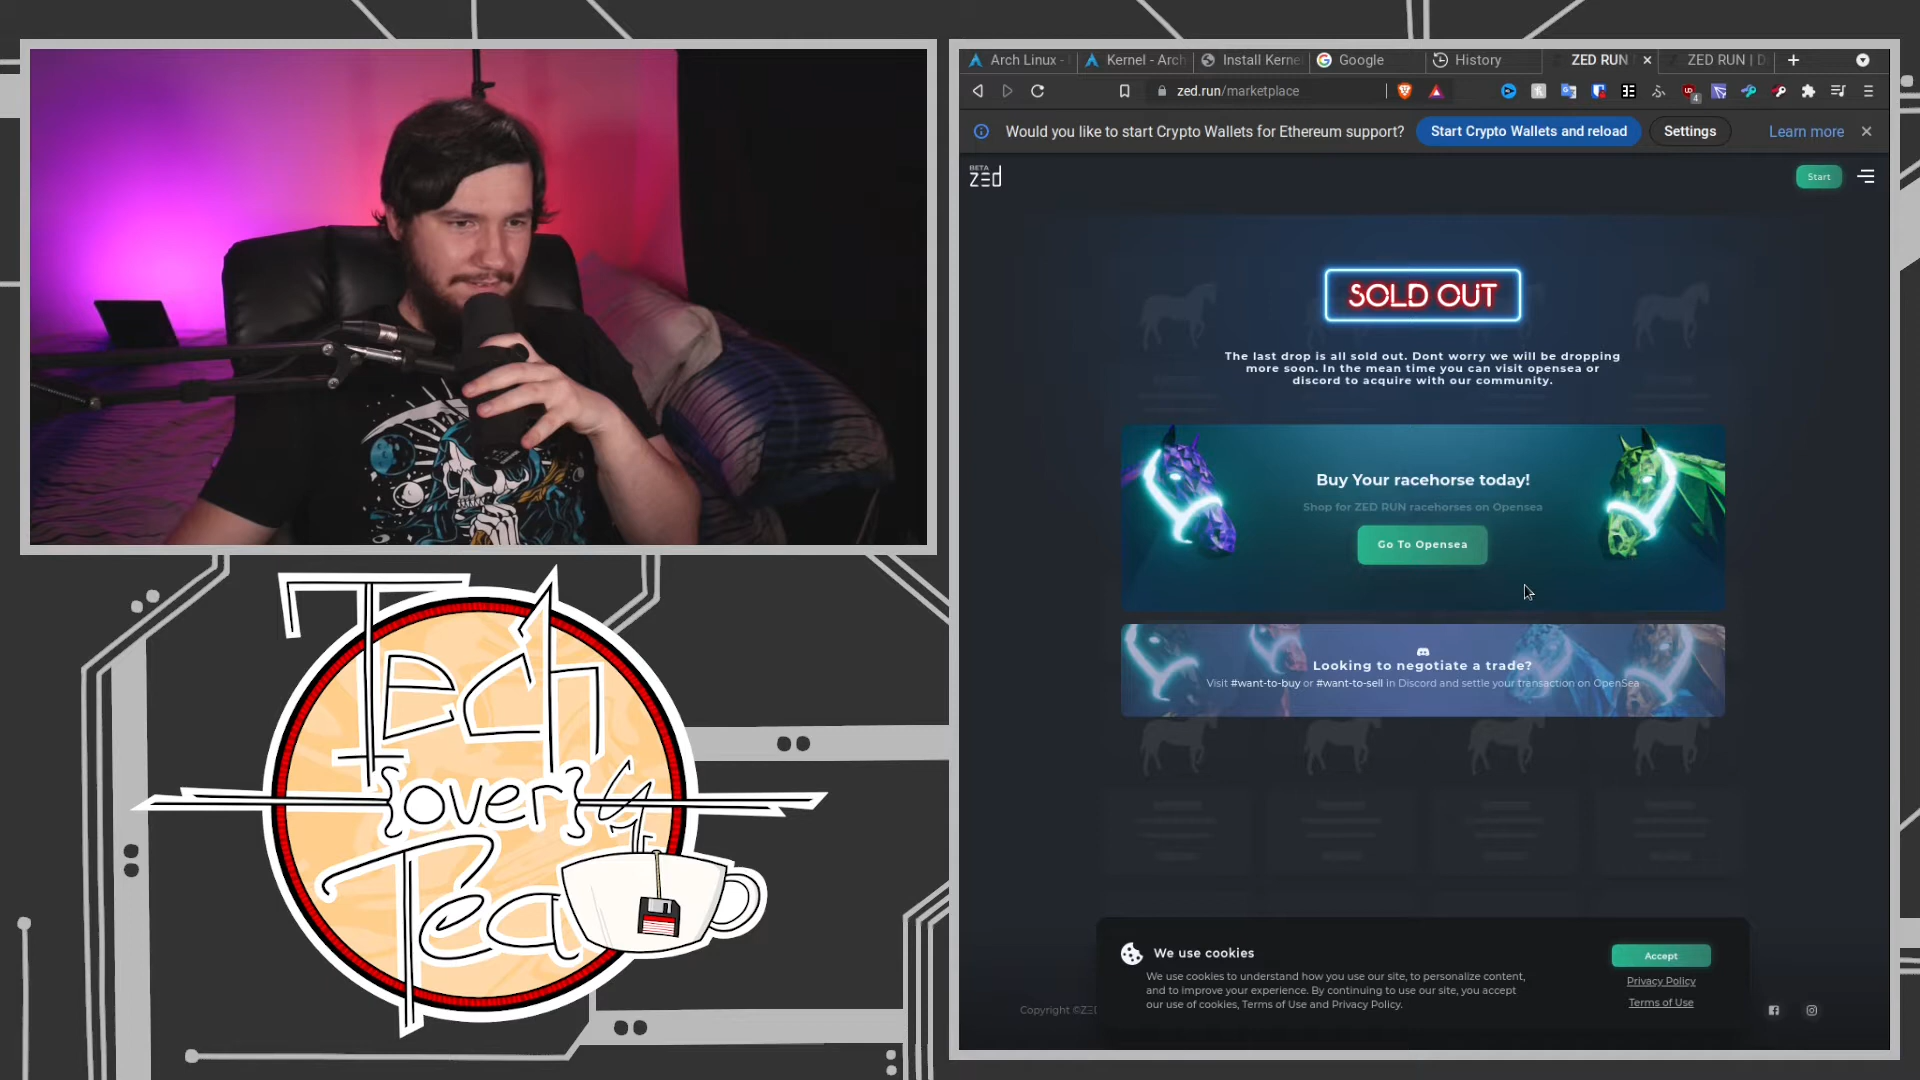 Arch Linux -
Kernel - Arch
Install Kerne
Google
History
ZED RUN
ZED RUN | D
zed.run/marketplace
4
Would you like to start Crypto Wallets for Ethereum support?
Start Crypto Wallets and reload
Settings
Learn more
BETA
zed
Start
SOLD OUT
The last drop is all sold out. Dont worry we will be dropping
more soon. In the mean time you can visit opensea or
discord to acquire with our community.
Buy Your racehorse today!
Shop for ZED RUN racehorses on Opensea
Go To Opensea
Looking to negotiate a trade?
Visit #want-to-buy or #want-to-sell in Discord and settle your transaction on OpenSea
Tech
{over}
Tea
We use cookies
We use cookies to understand how you use our site, to personalize content,
and to improve your experience. By continuing to use our site, you accept
our use of cookies, Terms of Use and Privacy Policy.
Accept
Privacy Policy
Terms of Use
Copyright ©ZED